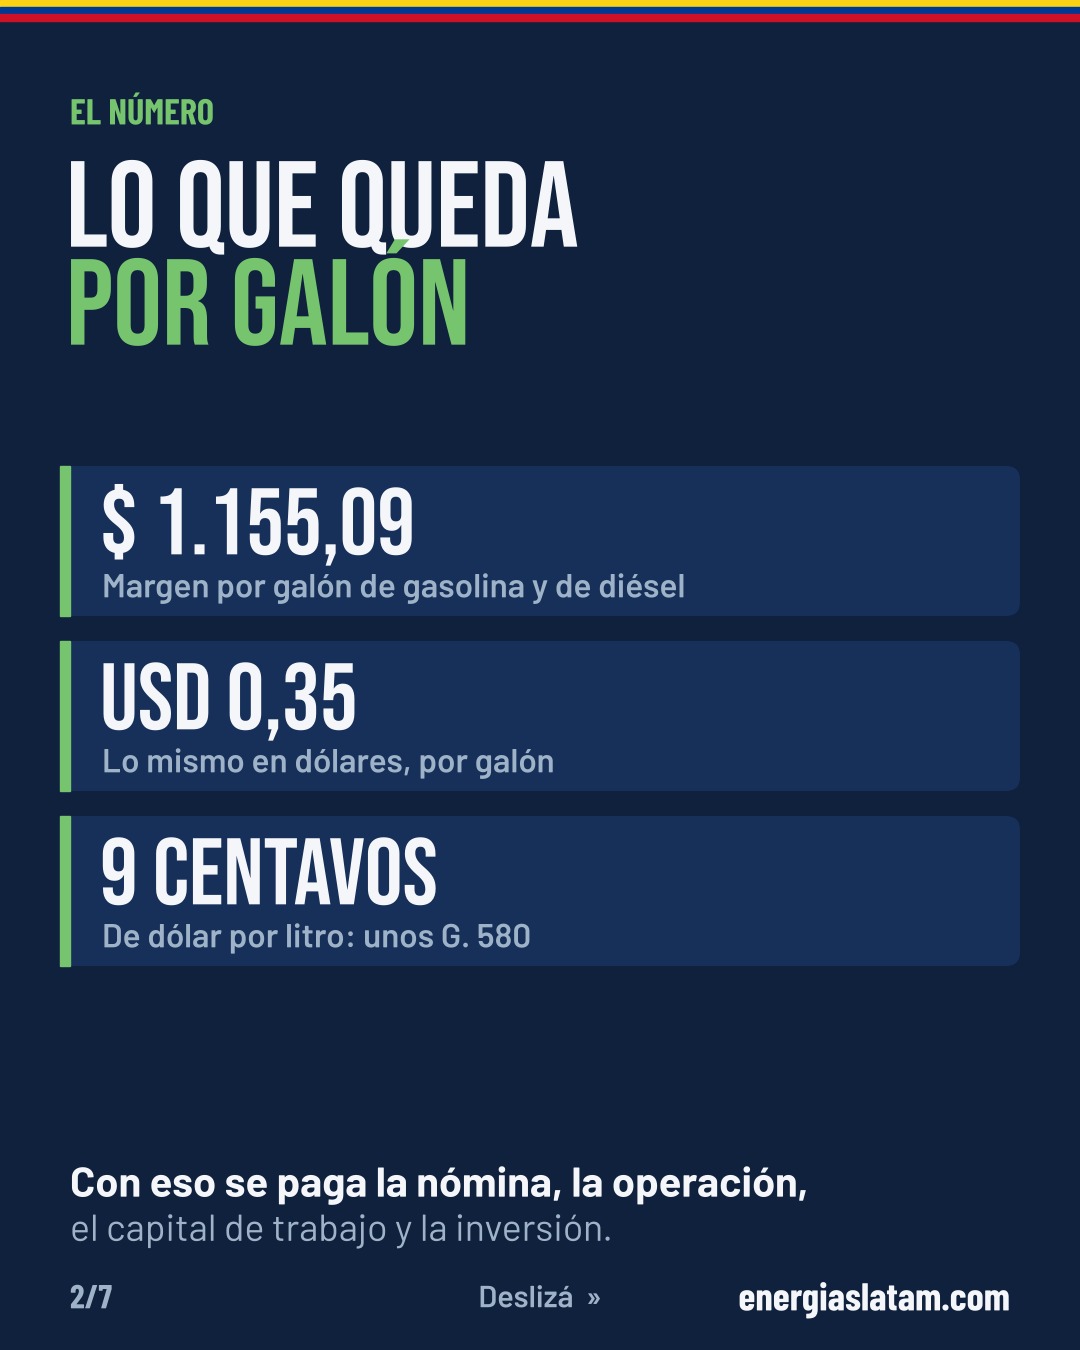 EL NÚMERO
LO QUE QUEDA
POR GALÓN
$ 1.155,09
Margen por galón de gasolina y de diésel
USD 0,35
Lo mismo en dólares, por galón
9 CENTAVOS
De dólar por litro: unos G. 580
Con eso se paga la nómina, la operación,
el capital de trabajo y la inversión.
2/7
Deslizá »
energiaslatam.com